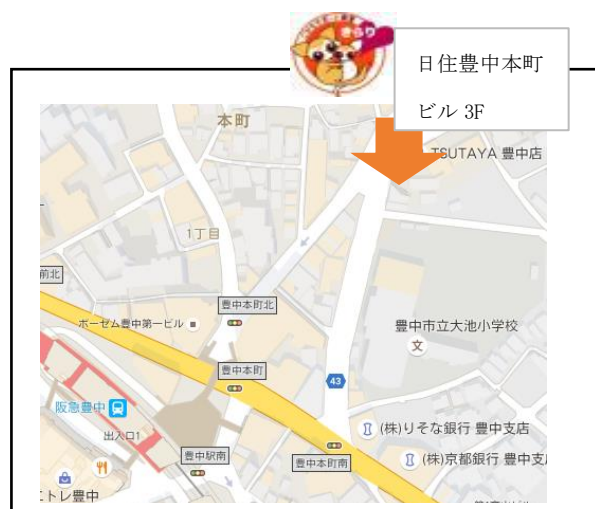 日住豊中本町
ビル 3F
本町
TSUTAYA 豊中店
1丁目
前北
豊中本町北
ボーゼム豊中第一ビル
豊中市立大池小学校
文
豊中本町
43
阪急豊中
出入口1
(株)りそな銀行 豊中支店
豊中駅南
豊中本町南
(株)京都銀行 豊中支
エトレ豊中